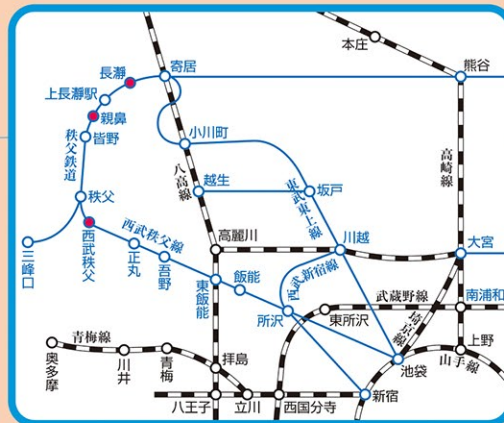 本庄
熊谷
寄居
長瀞
上長瀞駅
親鼻
皆野
秩父鉄道
小川町
八高線
高崎線
越生
坂戸
東武東上線
秩父
西武秩父
西武秩父線
三峰口
正丸
吾野
高麗川
川越
大宮
西武新宿線
東飯能
飯能
所沢
東所沢
武蔵野線
埼京線
南浦和
青梅線
奥多摩
川井
青梅
拝島
上野
山手線
池袋
八王子
立川
西国分寺
新宿